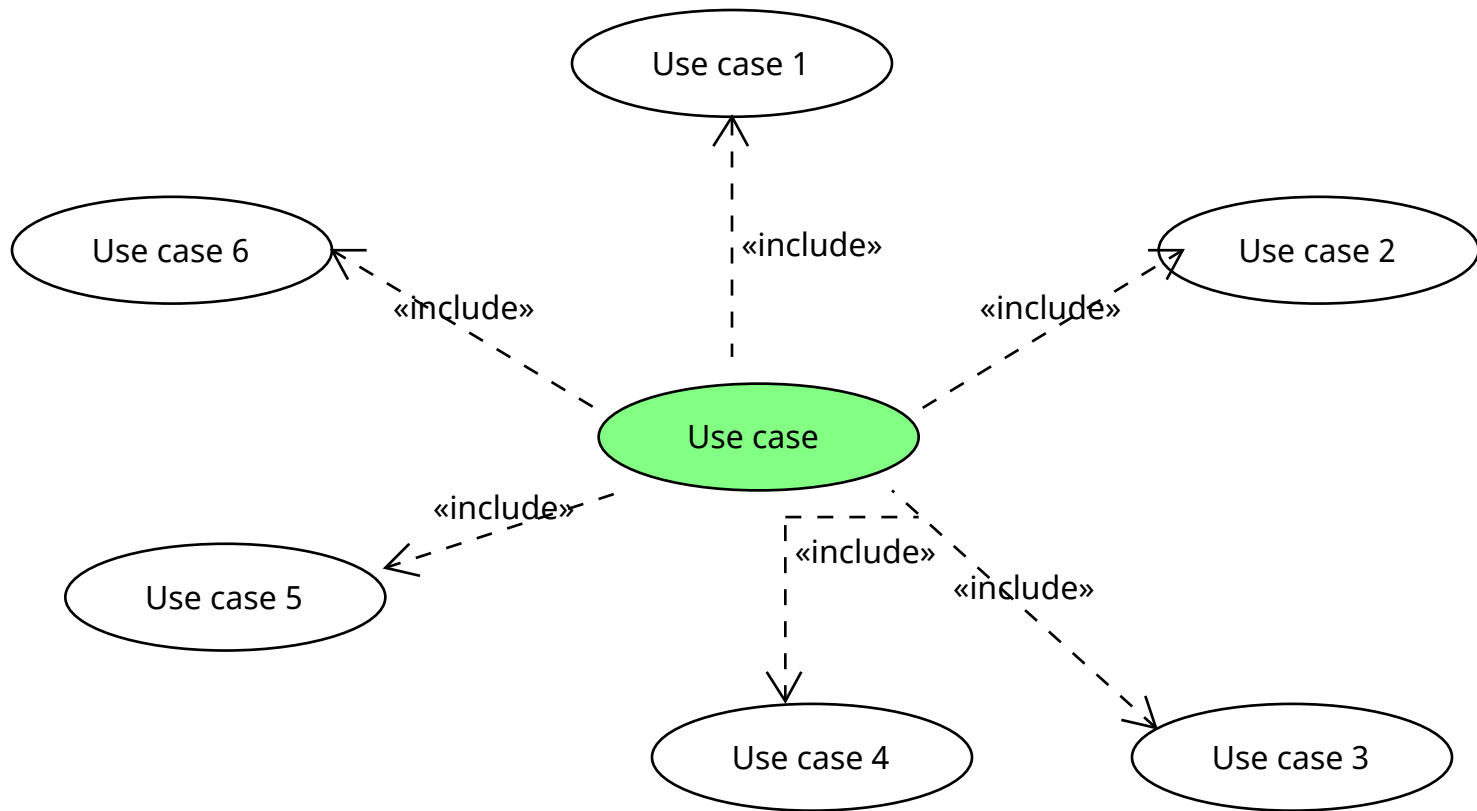 Use case 1
Use case 6
«include»
Use case 2
«include»
«include»
Use case
«include»
«include»
«include»
Use case 5
Use case 4
Use case 3